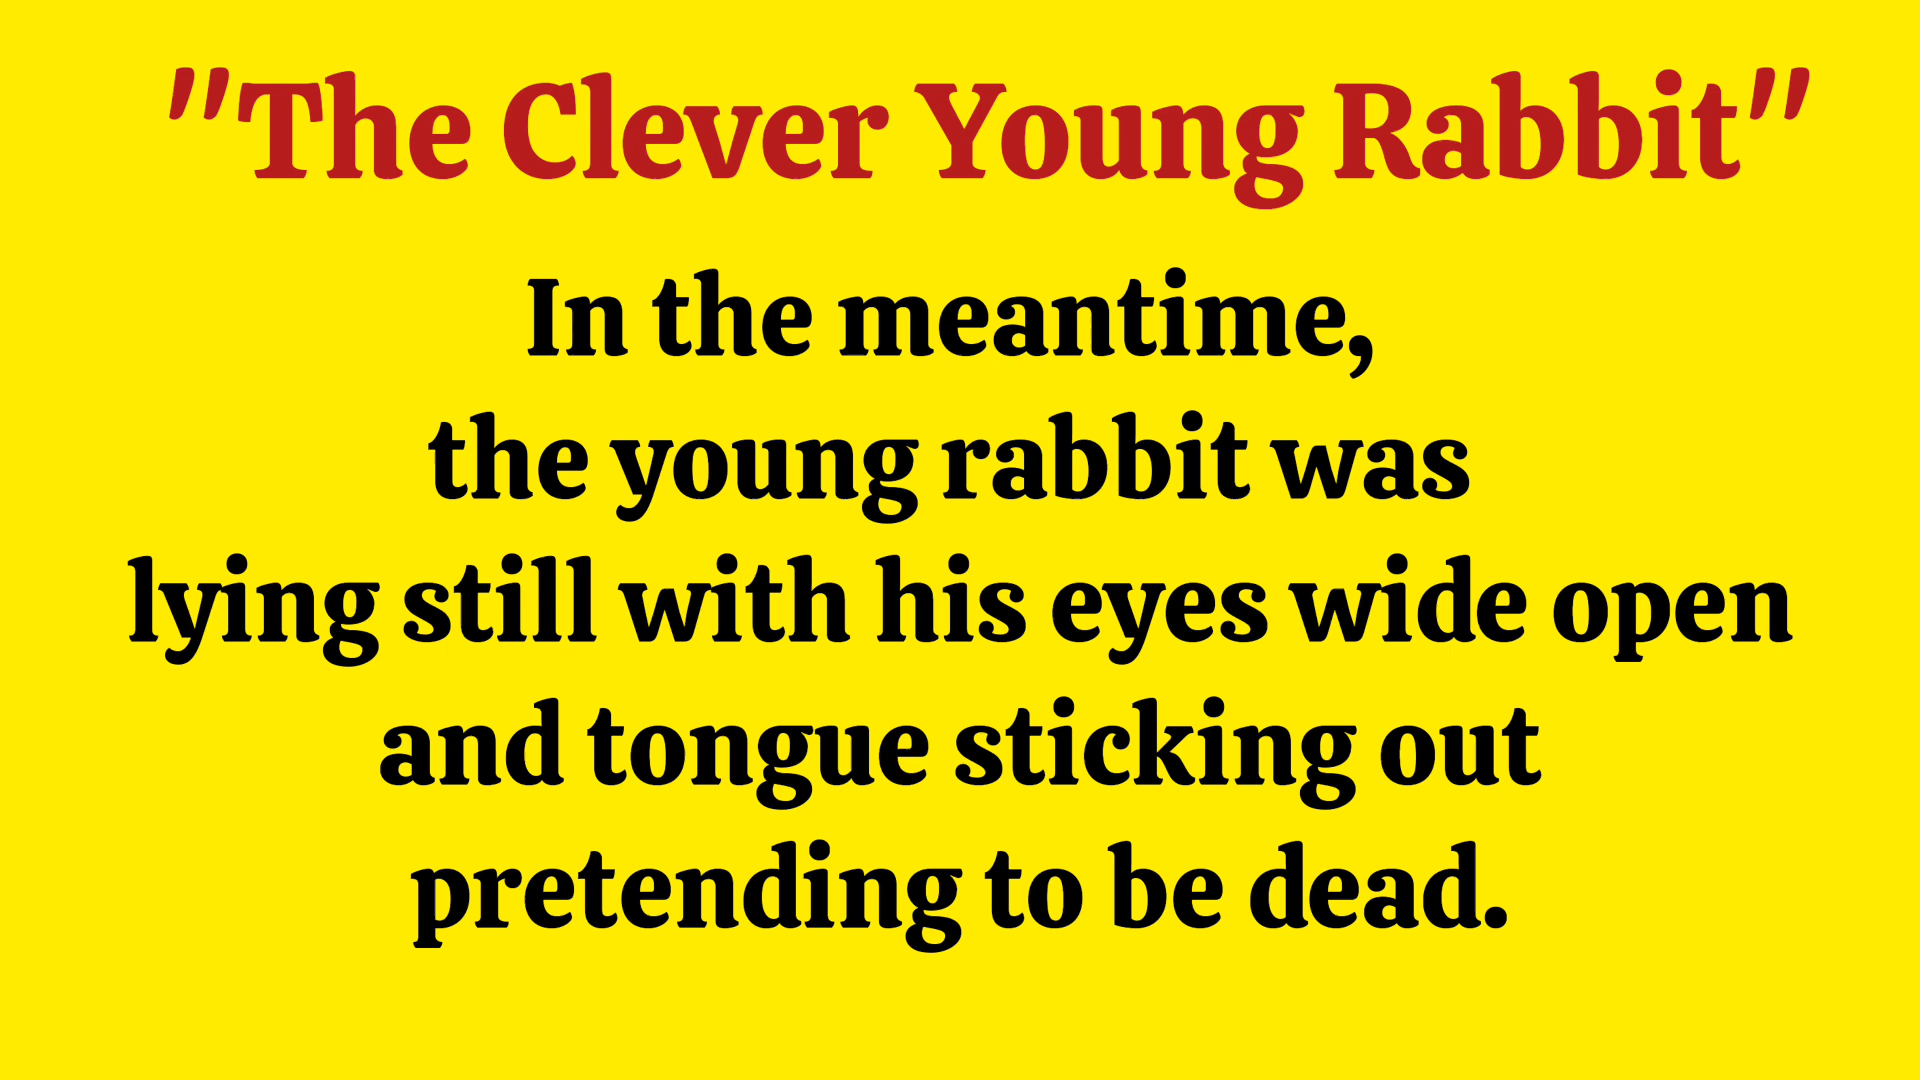 "The Clever Young Rabbit"
In the meantime,
the young rabbit was
lying still with his eyes wide open
and tongue sticking out
pretending to be dead.